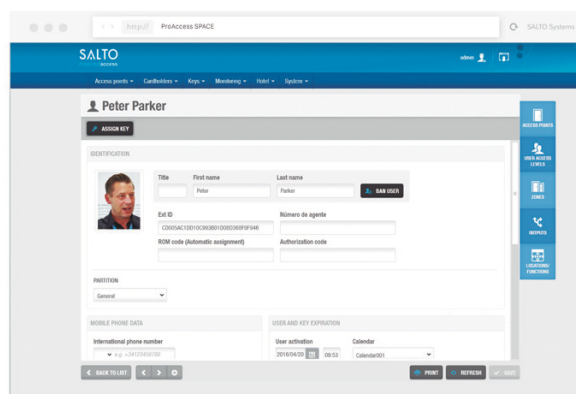 http:// ProAccess SPACE SALTO Systems
SALTO
ACCESS
admin
Access points Cardholders Keys Monitoring Hotel System
Peter Parker
ASSIGN KEY
IDENTIFICATION
Title First name Last name
Peter Parker BAN USER
Ext ID Número de agente
ROM code (Automatic assignment) Authorization code
PARTITION
General
MOBILE PHONE DATA USER AND KEY EXPIRATION
International phone number User activation Calendar
e.g. +34123456789 2016/04/20 09:53 Calendar001
BACK TO LIST PRINT REFRESH SAVE
ACCESS POINTS
USER ACCESS
LEVELS
ZONES
OUTPUTS
LOCATIONS/
FUNCTIONS